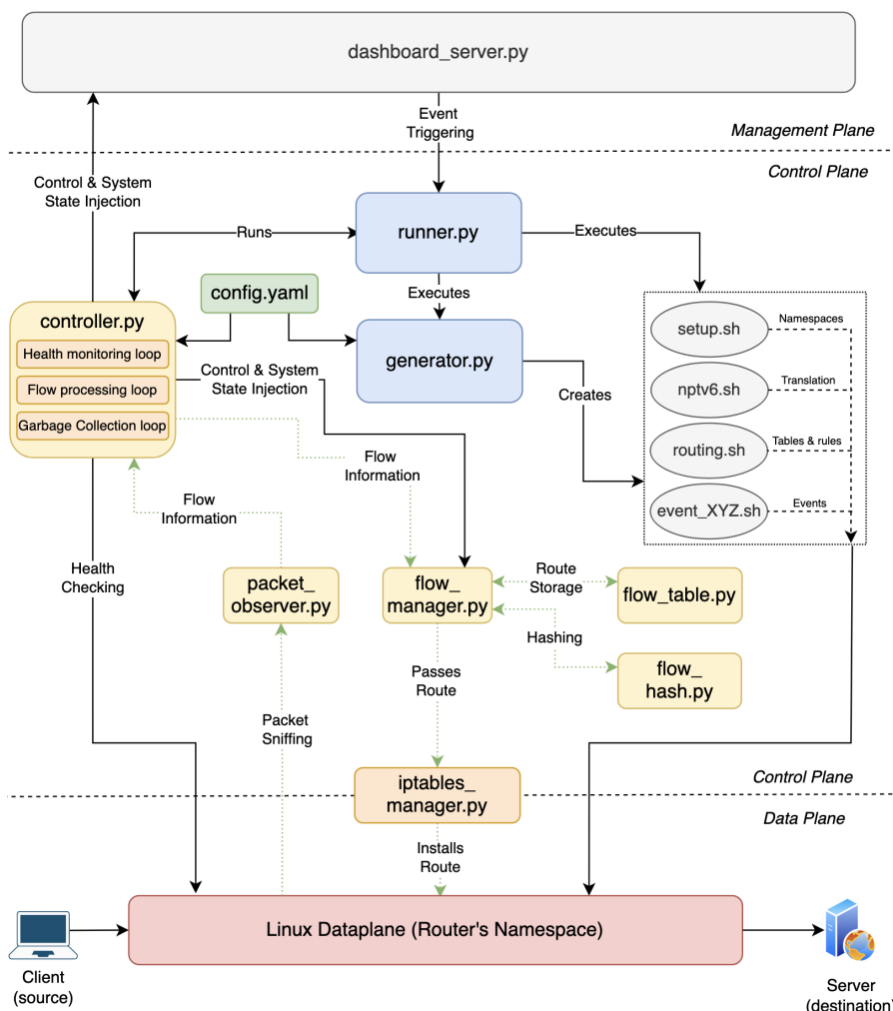 dashboard_server.py
Event
Triggering
Management Plane
Control Plane
Control & System
State Injection
runner.py
Runs
Executes
config.yaml
Executes
controller.py
Health monitoring loop
Flow processing loop
Garbage Collection loop
generator.py
Control & System
State Injection
Creates
setup.sh
Namespaces
nptv6.sh
Translation
routing.sh
Tables & rules
event_XYZ.sh
Events
Flow
Information
Flow
Information
Health
Checking
packet_
observer.py
flow_
manager.py
Route
Storage
flow_table.py
Hashing
flow_
hash.py
Passes
Route
Packet
Sniffing
iptables_
manager.py
Control Plane
Data Plane
Installs
Route
Linux Dataplane (Router's Namespace)
Client
(source)
Server
(destination)